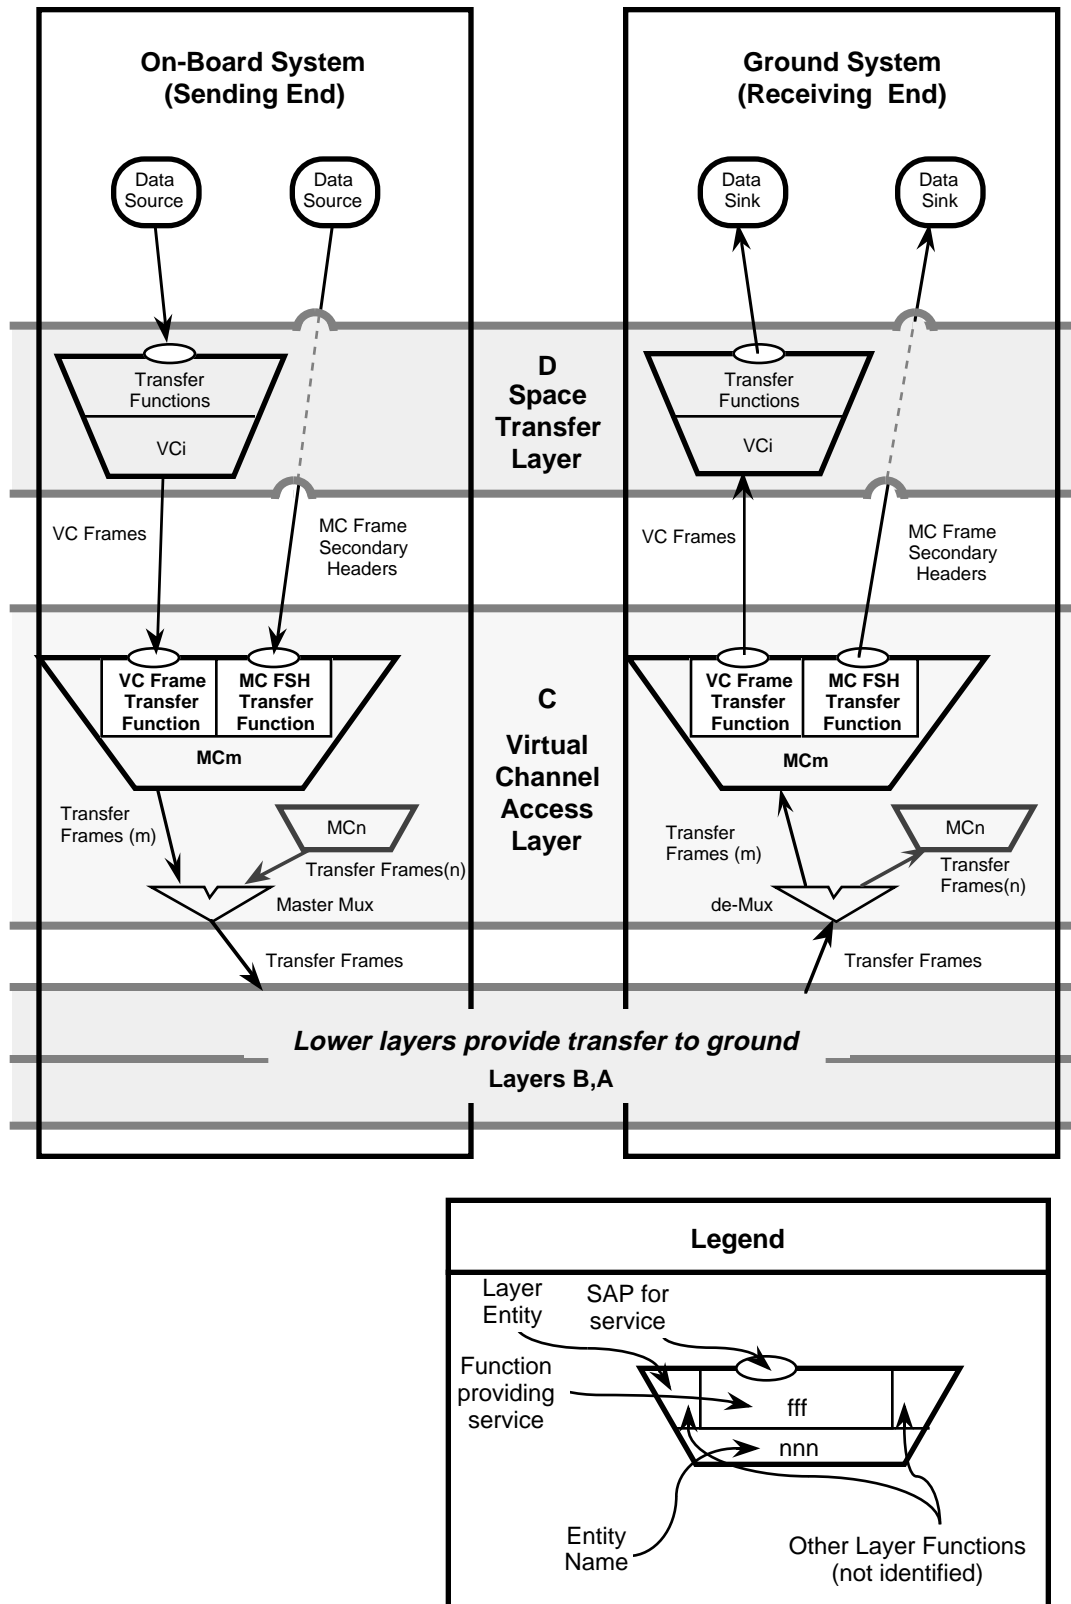 On-Board System
(Sending End)
Ground System
(Receiving End)
Data
Source
Data
Source
Data
Sink
Data
Sink
Transfer
Functions
VCi
D
Space
Transfer
Layer
Transfer
Functions
VCi
VC Frames
MC Frame
Secondary
Headers
VC Frames
MC Frame
Secondary
Headers
VC Frame
Transfer
Function
MC FSH
Transfer
Function
MCm
C
Virtual
Channel
Access
Layer
VC Frame
Transfer
Function
MC FSH
Transfer
Function
MCm
Transfer
Frames (m)
MCn
Transfer Frames(n)
Master Mux
Transfer
Frames (m)
MCn
Transfer
Frames(n)
de-Mux
Transfer Frames
Transfer Frames
Lower layers provide transfer to ground
Layers B,A
Legend
Layer
Entity
SAP for
service
Function
providing
service
fff
nnn
Entity
Name
Other Layer Functions
(not identified)